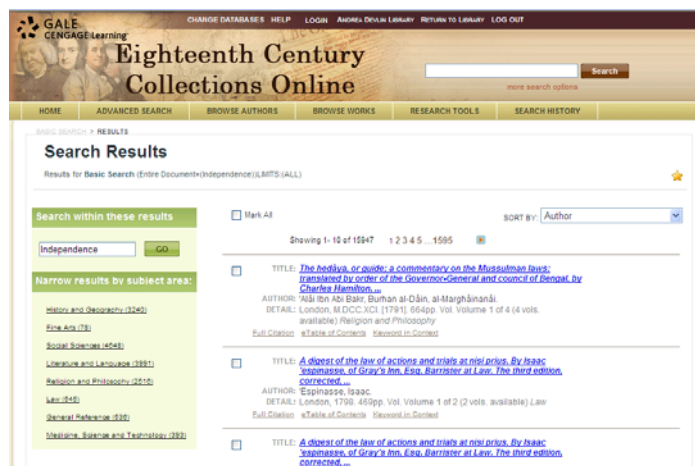 GALE
CENGAGE Learning
CHANGE DATABASES HELP LOGIN ANDREA DEVLIN LIBRARY RETURN TO LIBRARY LOG OUT
Eighteenth Century
Collections Online
Search
more search options
HOME ADVANCED SEARCH BROWSE AUTHORS BROWSE WORKS RESEARCH TOOLS SEARCH HISTORY
BASIC SEARCH > RESULTS
Search Results
Results for Basic Search (Entire Document=(Independence))LIMITS:(ALL)
Search within these results
Mark All
SORT BY: Author
Independence GO
Showing 1- 10 of 15947 1 2 3 4 5 ...1595
Narrow results by subject area:
TITLE: The hedàya, or guide; a commentary on the Mussulman laws:
translated by order of the Governor-General and council of Bengal, by
Charles Hamilton, ...
AUTHOR: 'Alãi Ibn Abi Bakr, Burhan al-Dãin, al-Marghãinanãi.
DETAIL: London, M.DCC.XCI. [1791]. 664pp. Vol. Volume 1 of 4 (4 vols.
available) Religion and Philosophy
Full Citation eTable of Contents Keyword in Context
History and Geography (3240)
Fine Arts (78)
Social Sciences (4648)
Literature and Language (3991)
Religion and Philosophy (2516)
Law (546)
General Reference (536)
Medicine, Science and Technology (393)
TITLE: A digest of the law of actions and trials at nisi prius. By Isaac
'espinasse, of Gray's Inn, Esq. Barrister at Law. The third edition,
corrected, ...
AUTHOR: 'Espinasse, Isaac.
DETAIL: London, 1798. 469pp. Vol. Volume 1 of 2 (2 vols. available) Law
Full Citation eTable of Contents Keyword in Context
TITLE: A digest of the law of actions and trials at nisi prius. By Isaac
'espinasse, of Gray's Inn, Esq. Barrister at Law. The third edition,
corrected, ...